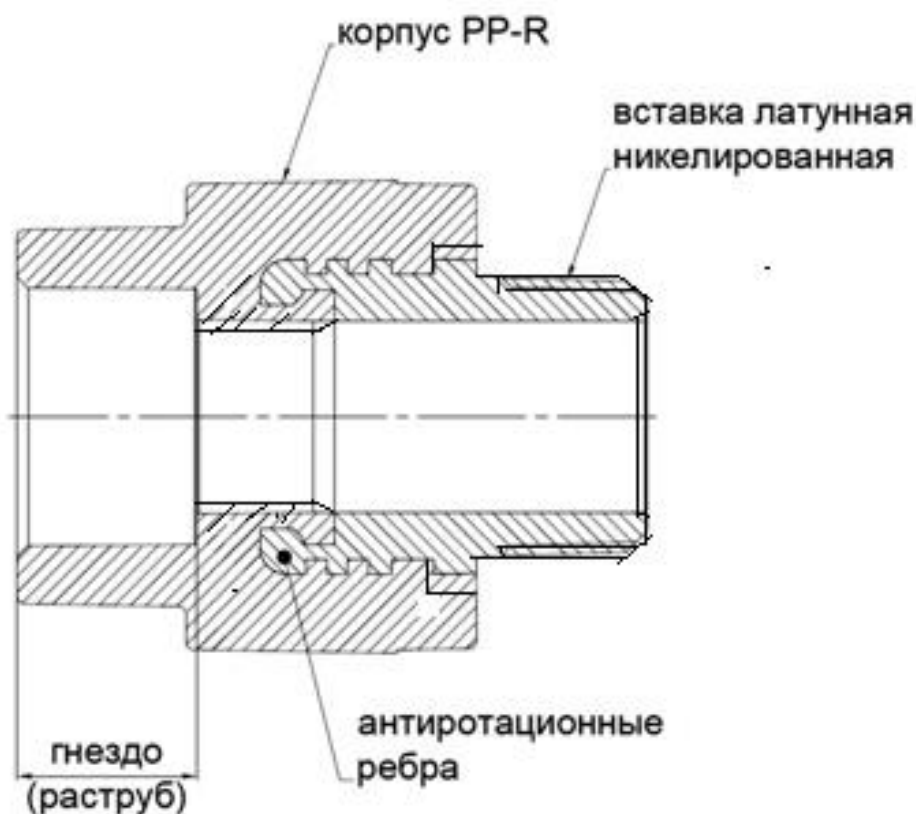 корпус PP-R
вставка латунная
никелированная
антиротационные
ребра
гнездо
(раструб)